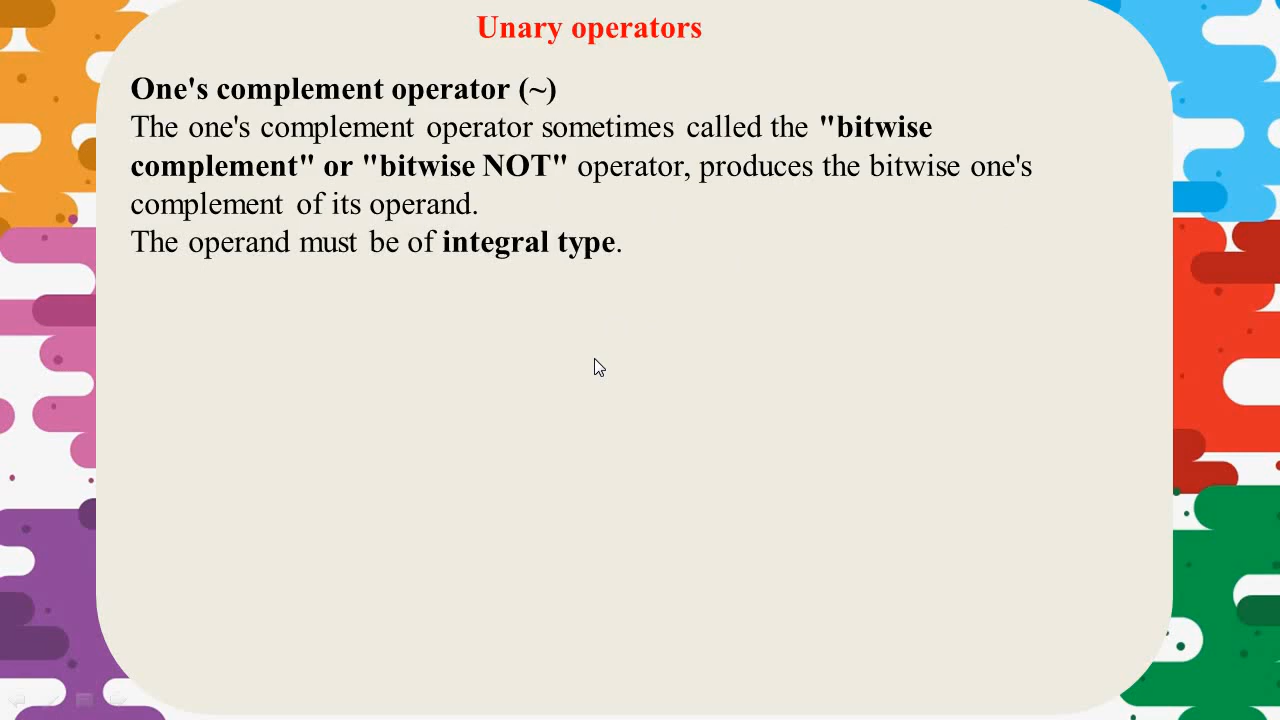 Unary operators
One's complement operator (~)
The one's complement operator sometimes called the "bitwise
complement" or "bitwise NOT" operator, produces the bitwise one's
complement of its operand.
The operand must be of integral type.